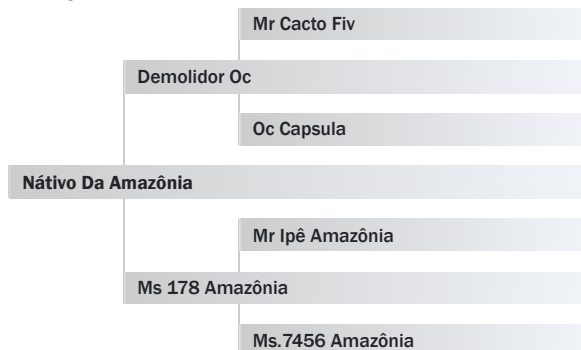 Mr Cacto Fiv
Demolidor Oc
Oc Capsula
Nátivo Da Amazônia
Mr Ipê Amazônia
Ms 178 Amazônia
Ms.7456 Amazônia